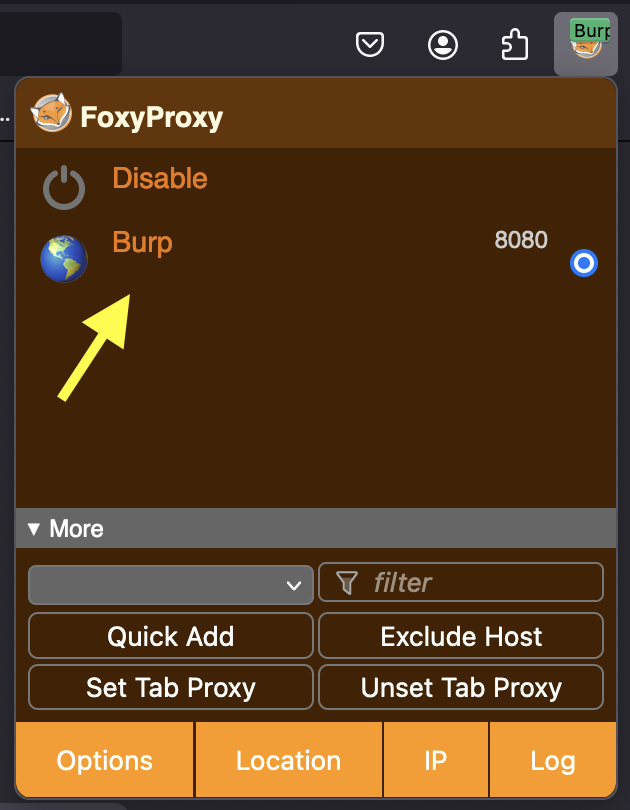 Burp
FoxyProxy
Disable
Burp 8080
▼ More
filter
Quick Add Exclude Host
Set Tab Proxy Unset Tab Proxy
Options Location IP Log